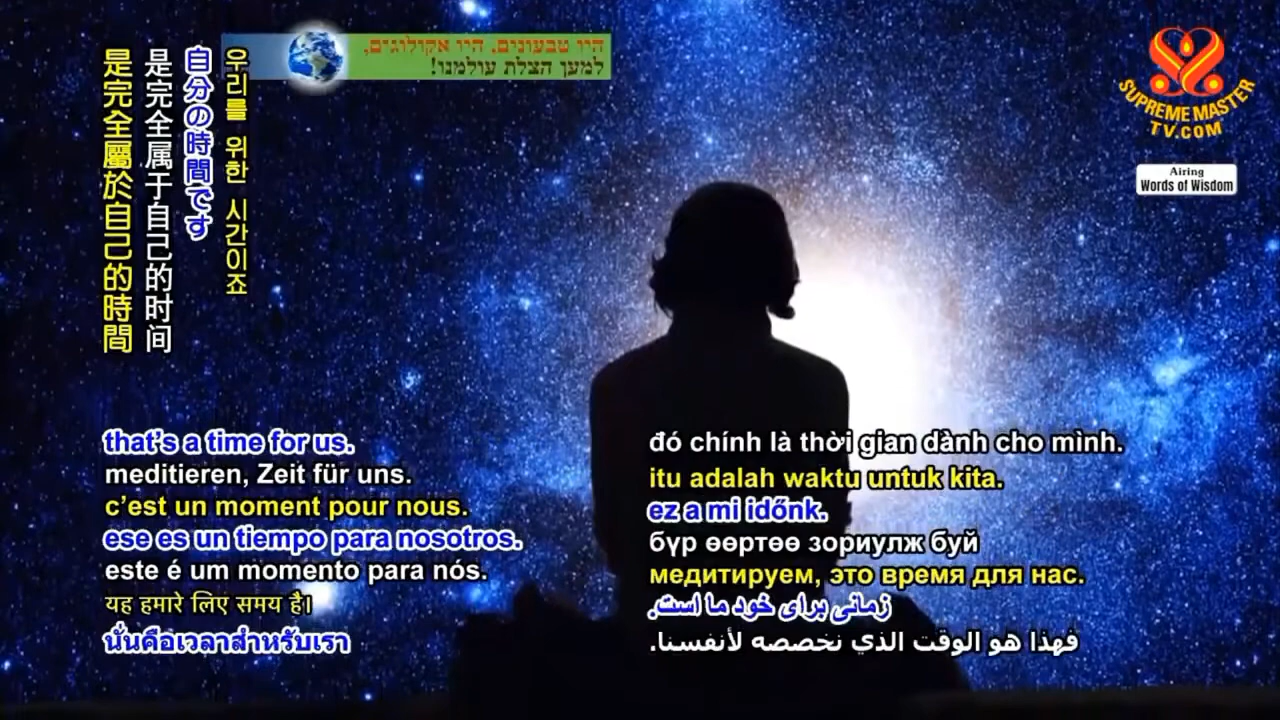 היו טבעונים, היו אקולוגים,
למען הצלת עולמנו!
SUPREME MASTER
TV.COM
Airing
Words of Wisdom
우리를 위한 시간이죠
自分の時間です
是完全属于自己的时间
是完全屬於自己的時間
that's a time for us.
meditieren, Zeit für uns.
c'est un moment pour nous.
ese es un tiempo para nosotros.
este é um momento para nós.
यह हमारे लिए समय है।
นั่นคือเวลาสำหรับเรา
đó chính là thời gian dành cho mình.
itu adalah waktu untuk kita.
ez a mi időnk.
бүр өөртөө зориулж буй
медитируем, это время для нас.
زمانی برای خود ما است.
فهذا هو الوقت الذي نخصصه لأنفسنا.